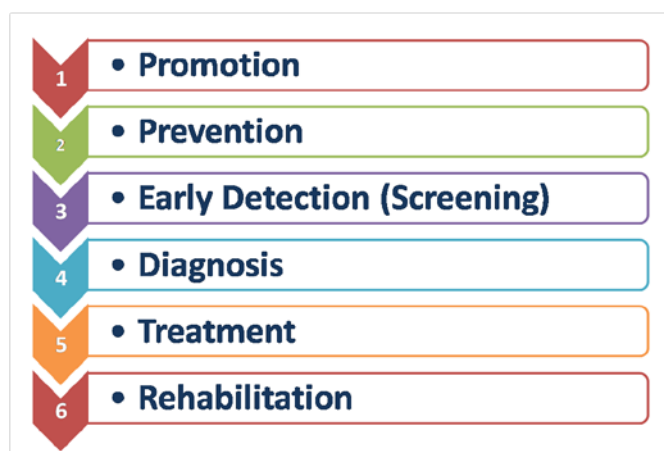 1 • Promotion
2 • Prevention
3 • Early Detection (Screening)
4 • Diagnosis
5 • Treatment
6 • Rehabilitation